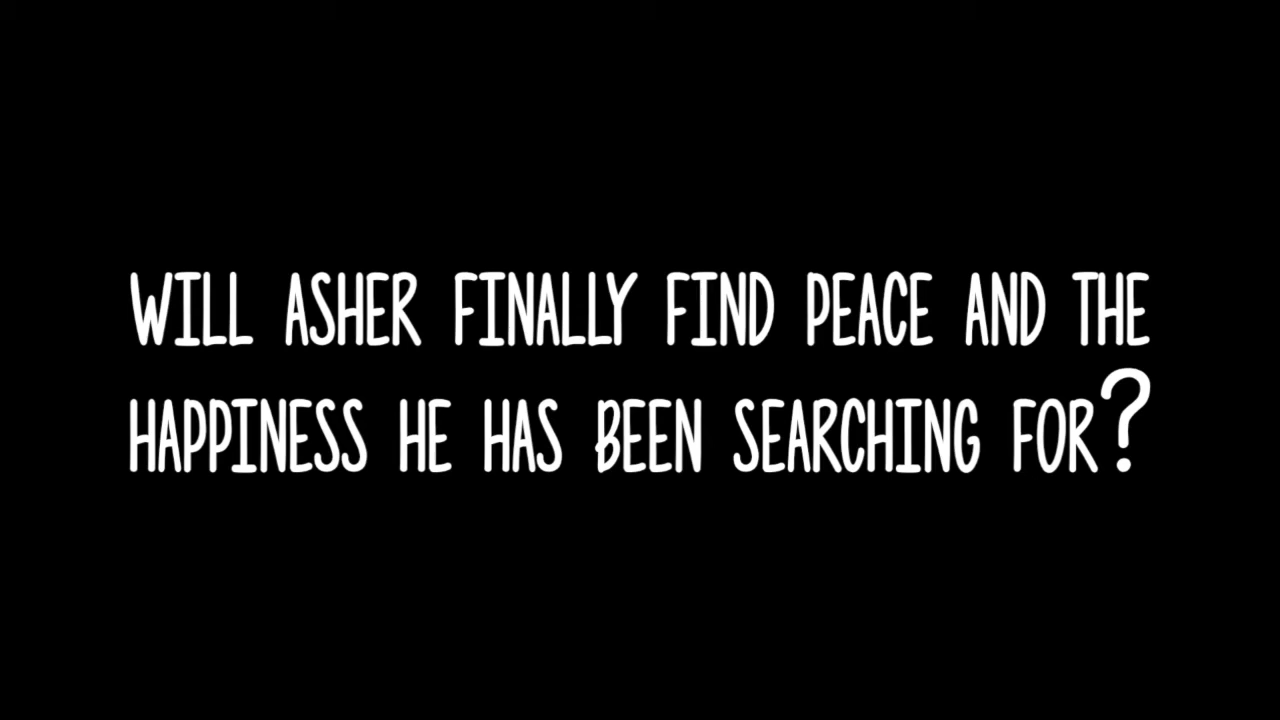 WILL ASHER FINALLY FIND PEACE AND THE
HAPPINESS HE HAS BEEN SEARCHING FOR?